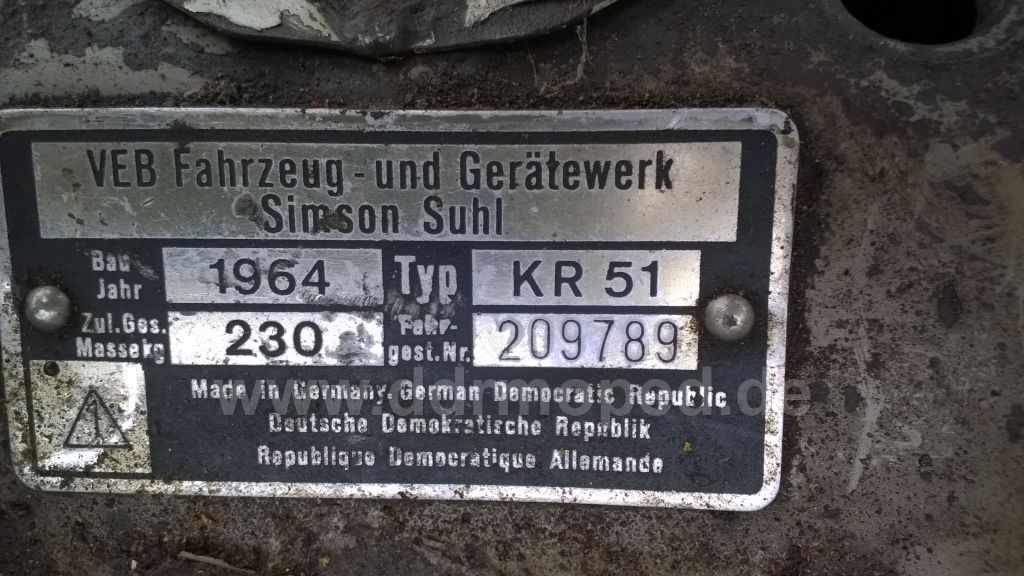 VEB Fahrzeug-und Gerätewerk
Simson Suhl
Bau Jahr 1964 Typ KR 51
Zul.Ges. Massekg 230 Fahr-gest.Nr. 209789
Made in Germany. German Democratic Republic
www.ddrmoped.de
Deutsche Demokratische Republik
Republique Democratique Allemande